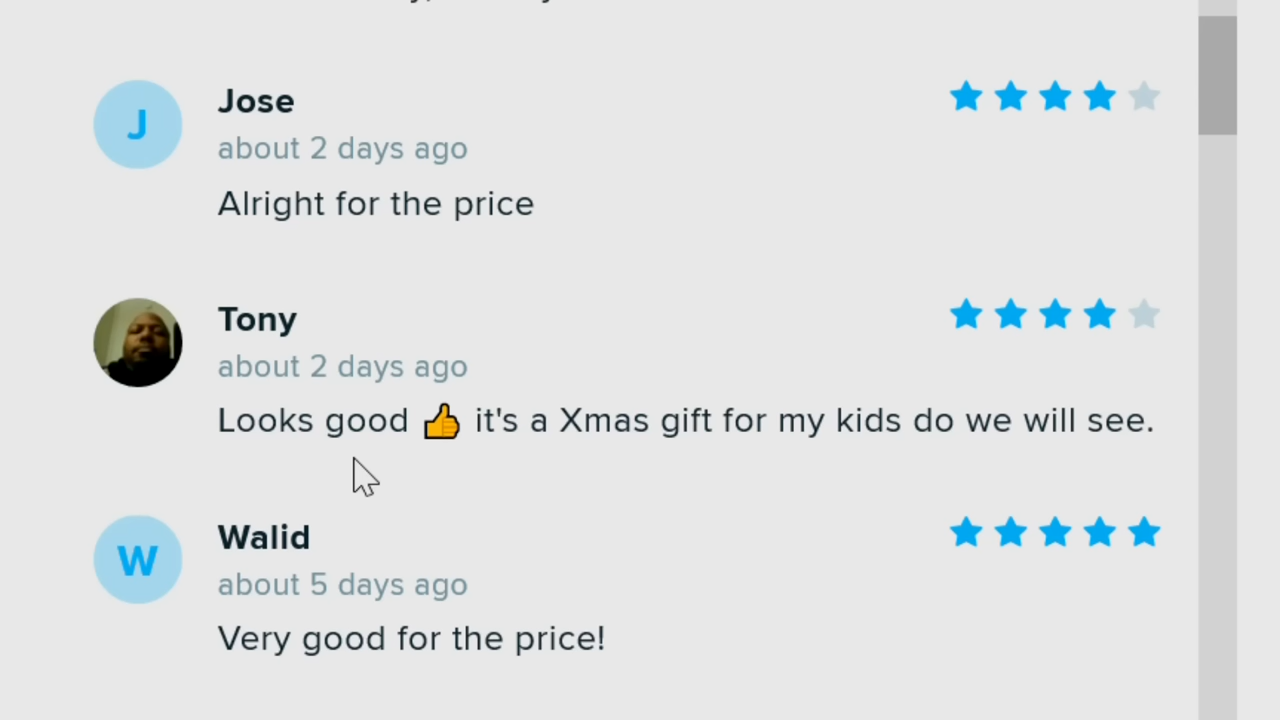 J
Jose
about 2 days ago
Alright for the price
Tony
about 2 days ago
Looks good 👍 it's a Xmas gift for my kids do we will see.
W
Walid
about 5 days ago
Very good for the price!